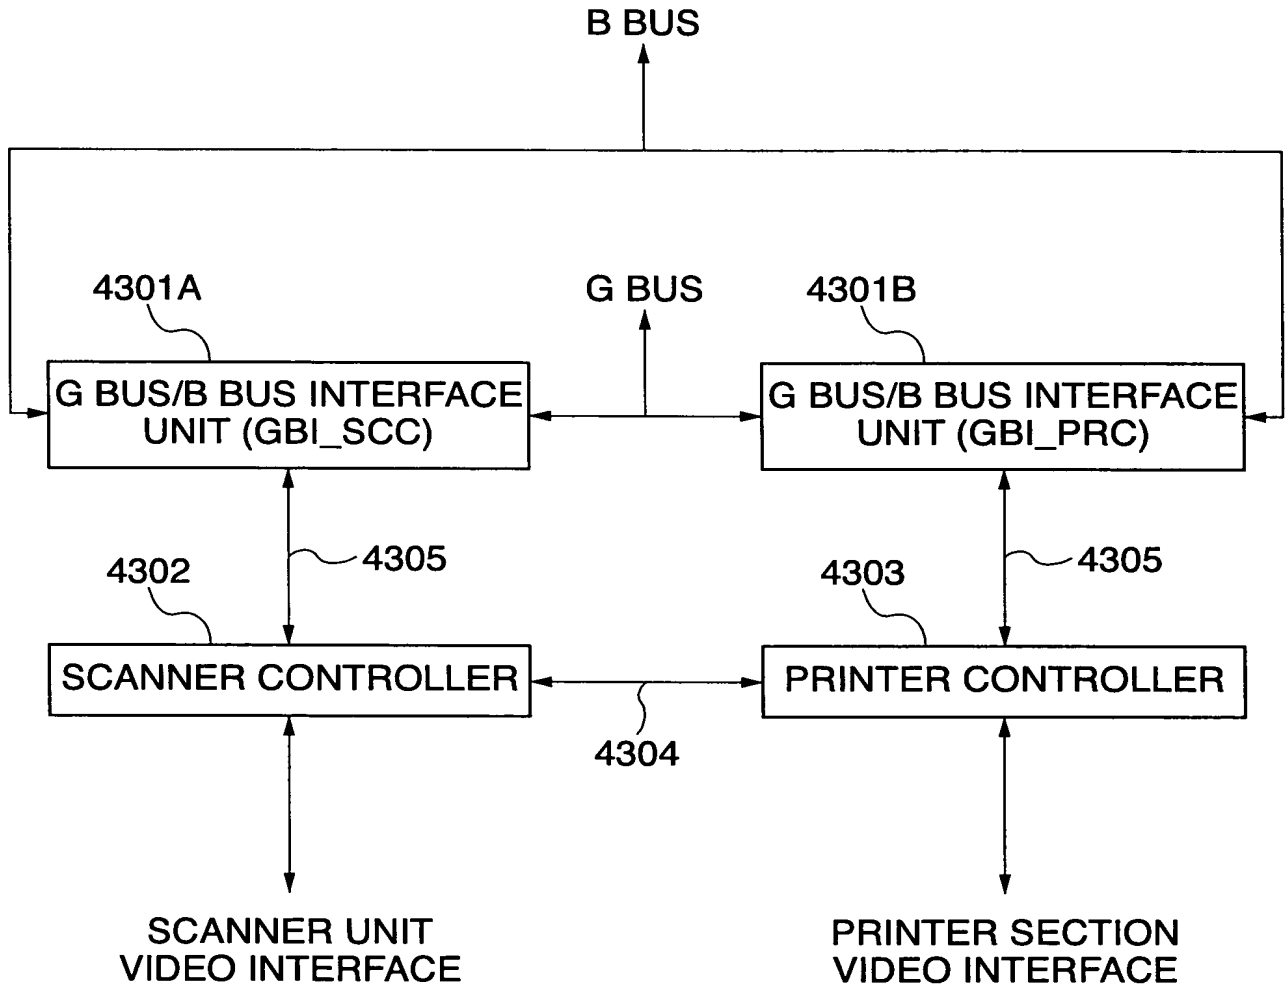 B BUS
4301A
G BUS
4301B
G BUS/B BUS INTERFACE
UNIT (GBI_SCC)
G BUS/B BUS INTERFACE
UNIT (GBI_PRC)
4305
4305
4302
4303
SCANNER CONTROLLER
PRINTER CONTROLLER
4304
SCANNER UNIT
VIDEO INTERFACE
PRINTER SECTION
VIDEO INTERFACE